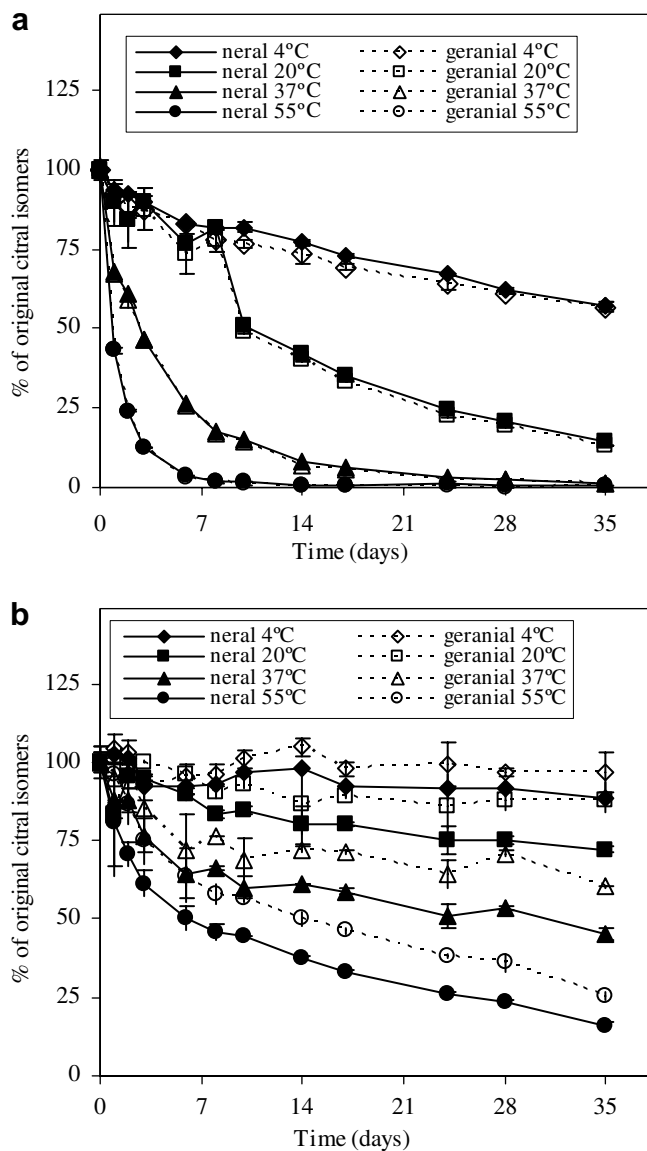 a
neral 4ºC geranial 4ºC
neral 20ºC geranial 20ºC
neral 37ºC geranial 37ºC
neral 55ºC geranial 55ºC
125
100
75
50
25
0
% of original citral isomers
0 7 14 21 28 35
Time (days)
b
neral 4ºC geranial 4ºC
neral 20ºC geranial 20ºC
neral 37ºC geranial 37ºC
neral 55ºC geranial 55ºC
125
100
75
50
25
0
% of original citral isomers
0 7 14 21 28 35
Time (days)